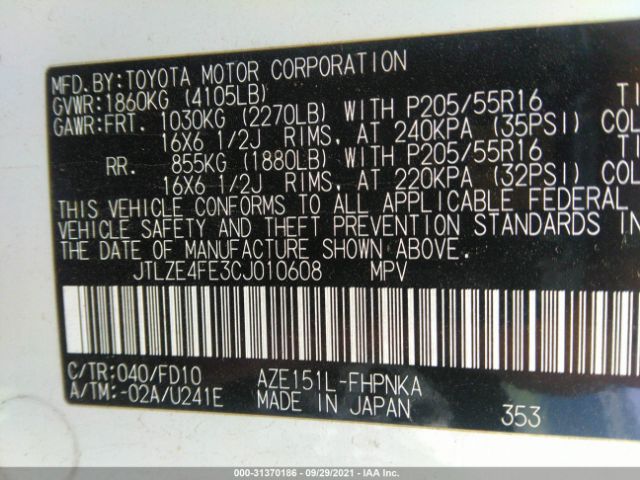 MFD. BY: TOYOTA MOTOR CORPORATION
GVWR: 1860KG (4105LB)
GAWR: FRT. 1030KG (2270LB) WITH P205/55R16 TI
16X6 1/2J RIMS, AT 240KPA (35PSI) COL
RR. 855KG (1880LB) WITH P205/55R16 TI
16X6 1/2J RIMS, AT 220KPA (32PSI) COL
THIS VEHICLE CONFORMS TO ALL APPLICABLE FEDERAL
VEHICLE SAFETY AND THEFT PREVENTION STANDARDS IN
THE DATE OF MANUFACTURE SHOWN ABOVE.
JTLZE4FE3CJ010608 MPV
C/TR: 040/FD10 AZE151L-FHPNKA
A/TM: -02A/U241E MADE IN JAPAN 353
000-31370186 - 09/29/2021 - IAAI.COM